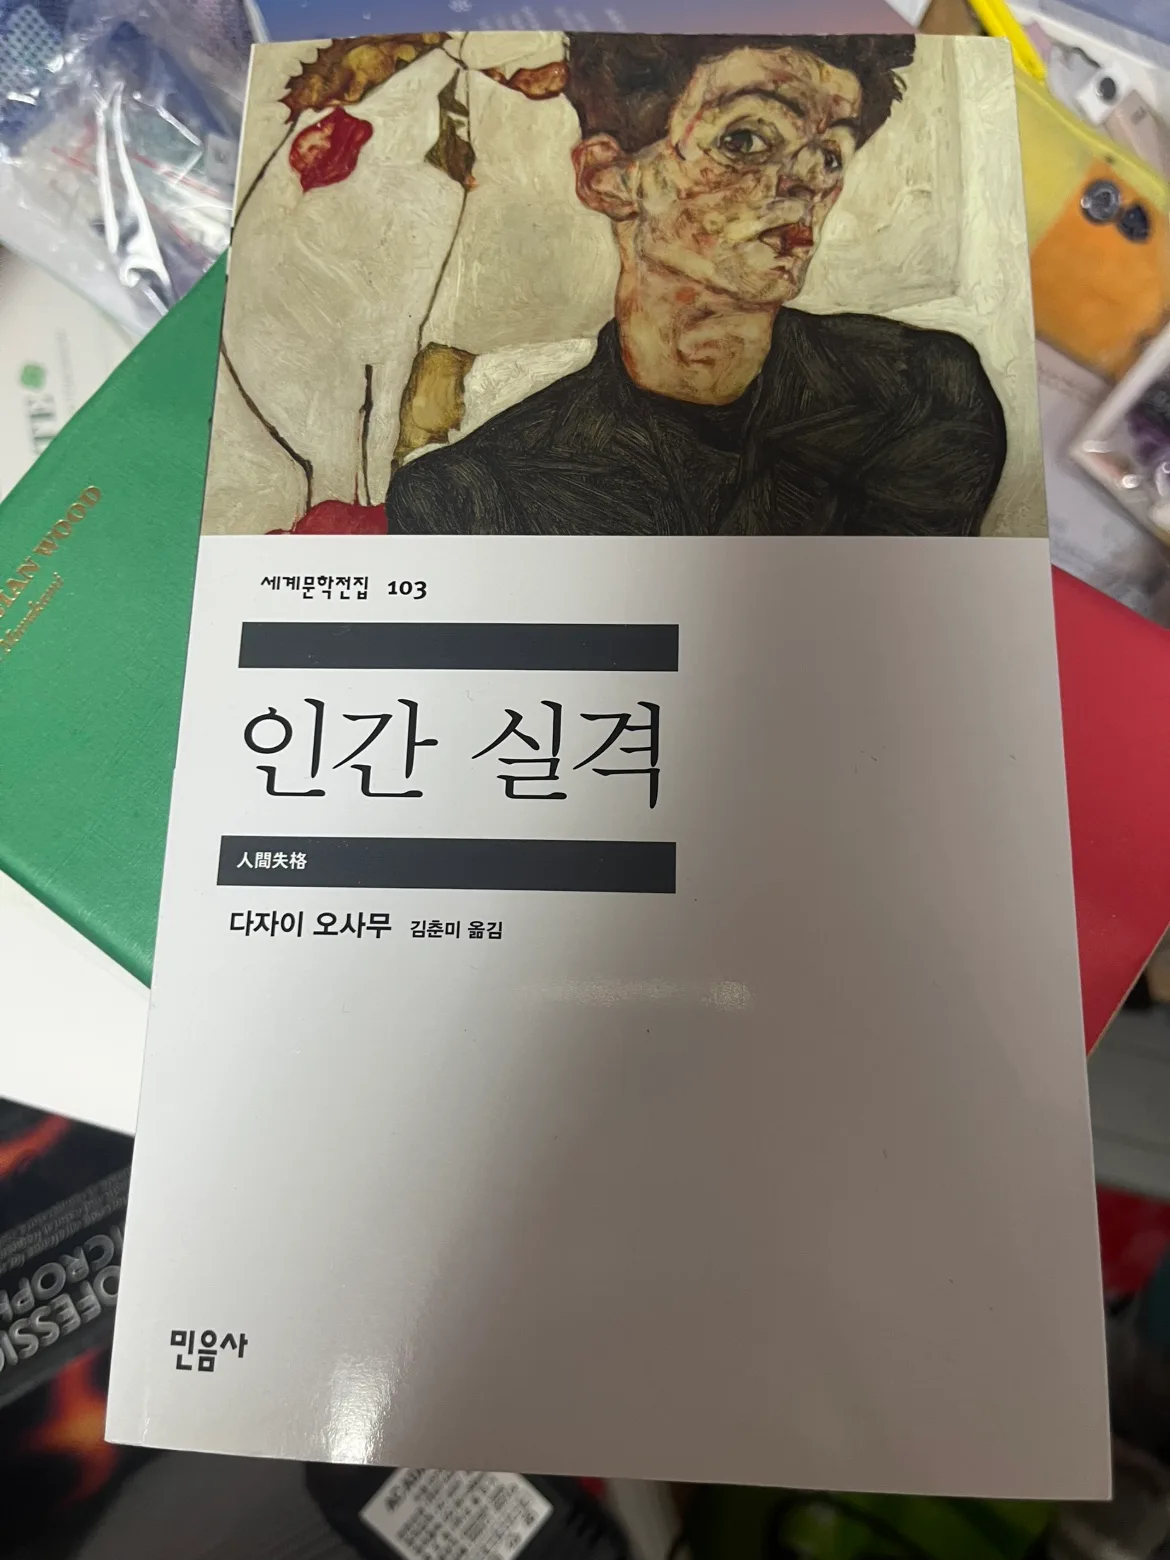 세계문학전집 103
인간 실격
人間失格
다자이 오사무 김춘미 옮김
민음사
WOOD